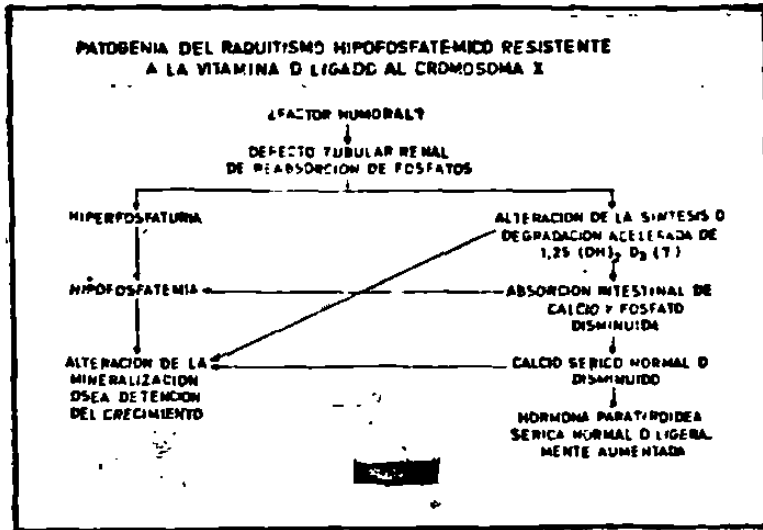 PATOGENIA DEL RAQUITISMO HIPOFOSFATEMICO RESISTENTE
A LA VITAMINA D LIGADO AL CROMOSOMA X
¿FACTOR HUMORAL?
DEFECTO TUBULAR RENAL
DE REABSORCION DE FOSFATOS
HIPERFOSFATURIA
HIPOFOSFATEMIA
ALTERACION DE LA
MINERALIZACION
OSEA DETENCION
DEL CRECIMIENTO
ALTERACION DE LA SINTESIS O
DEGRADACION ACELERADA DE
1,25 (OH)₂ D₃ (?)
ABSORCION INTESTINAL DE
CALCIO Y FOSFATO
DISMINUIDA
CALCIO SERICO NORMAL O
DISMINUIDO
HORMONA PARATIROIDEA
SERICA NORMAL O LIGERA.
MENTE AUMENTADA